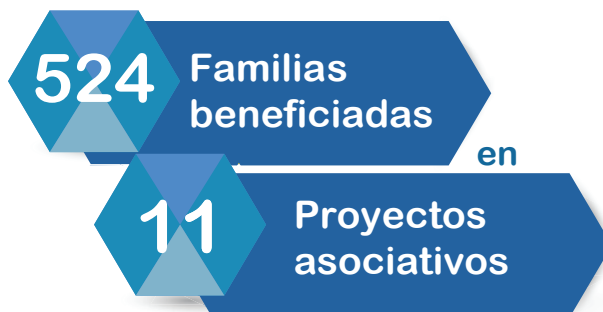 524
Familias
beneficiadas
en
11
Proyectos
asociativos